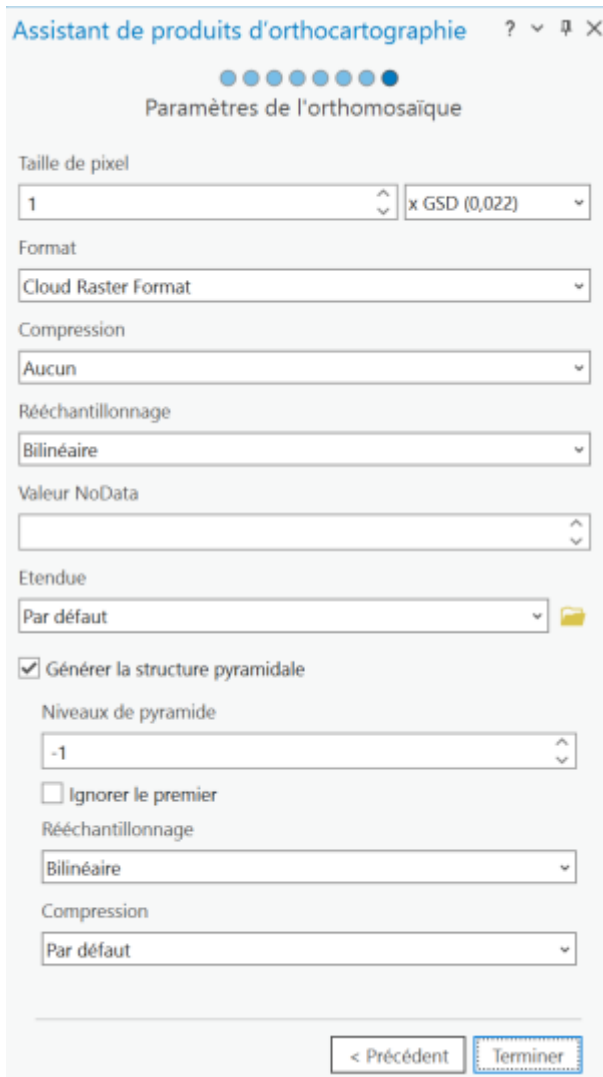 Assistant de produits d'orthocartographie ?
Paramètres de l'orthomosaïque
Taille de pixel
1 x GSD (0,022)
Format
Cloud Raster Format
Compression
Aucun
Rééchantillonnage
Bilinéaire
Valeur NoData
Etendue
Par défaut
Générer la structure pyramidale
Niveaux de pyramide
-1
Ignorer le premier
Rééchantillonnage
Bilinéaire
Compression
Par défaut
< Précédent Terminer